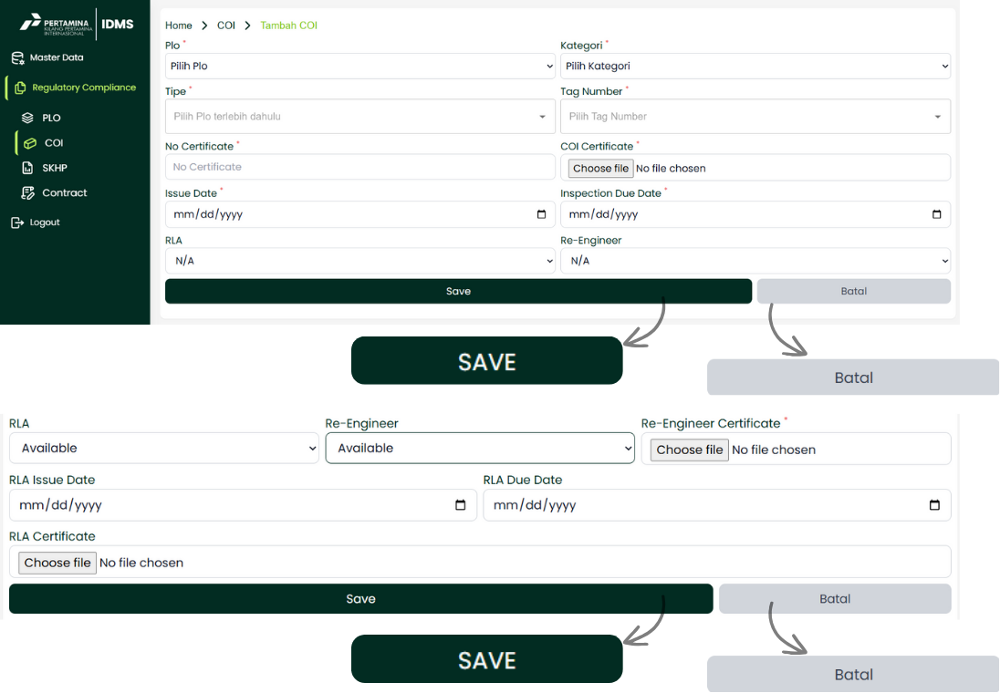 PERTAMINA
KILANG PERTAMINA
INTERNASIONAL
IDMS
Master Data
Regulatory Compliance
PLO
COI
SKHP
Contract
Logout
Home > COI > Tambah COI
Plo *
Kategori *
Pilih Plo
Pilih Kategori
Tipe *
Tag Number *
Pilih Plo terlebih dahulu
Pilih Tag Number
No Certificate *
COI Certificate *
No Certificate
Choose file No file chosen
Issue Date *
Inspection Due Date *
mm/dd/yyyy
mm/dd/yyyy
RLA
Re-Engineer
N/A
N/A
Save
Batal
SAVE
Batal
RLA
Re-Engineer
Re-Engineer Certificate *
Available
Available
Choose file No file chosen
RLA Issue Date
RLA Due Date
mm/dd/yyyy
mm/dd/yyyy
RLA Certificate
Choose file No file chosen
Save
Batal
SAVE
Batal